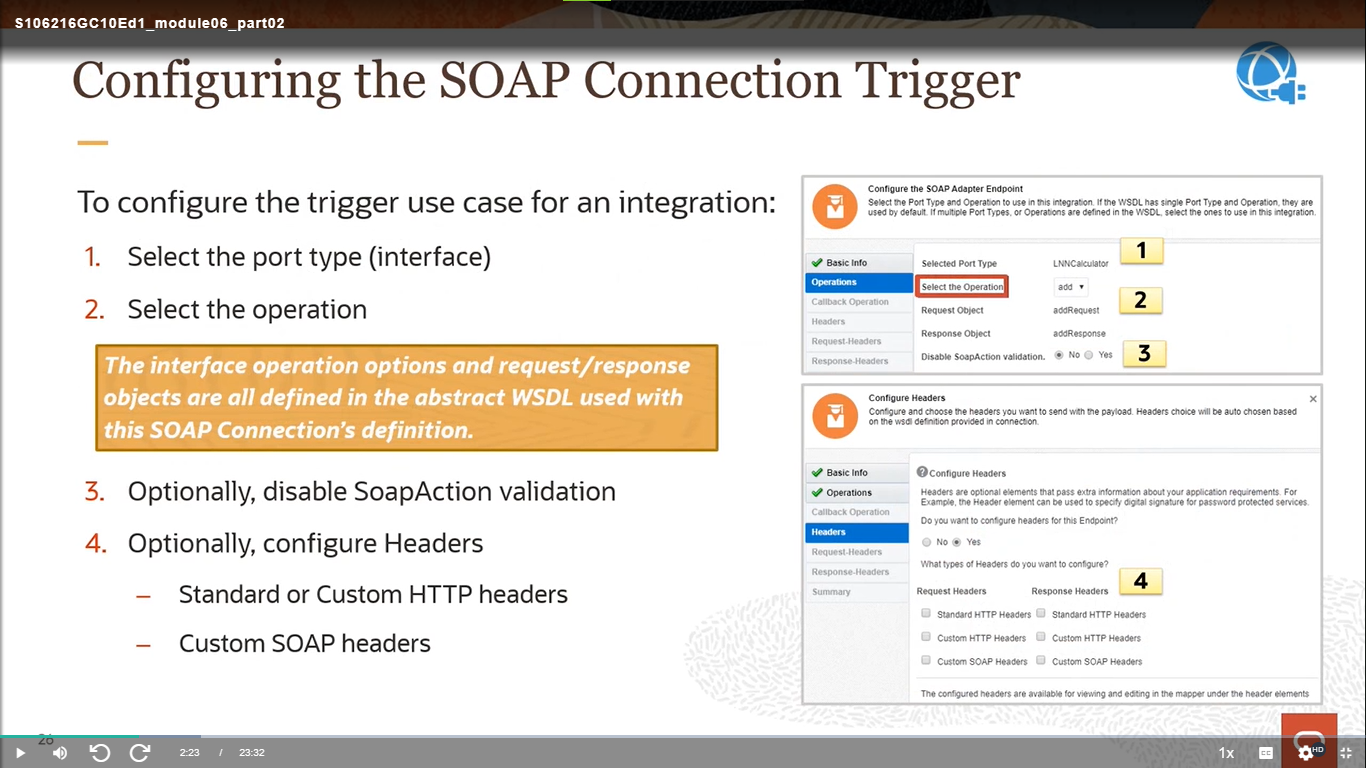 S106216GC10Ed1_module06_part02
Configuring the SOAP Connection Trigger
To configure the trigger use case for an integration:
1. Select the port type (interface)
2. Select the operation
The interface operation options and request/response
objects are all defined in the abstract WSDL used with
this SOAP Connection's definition.
3. Optionally, disable SoapAction validation
4. Optionally, configure Headers
– Standard or Custom HTTP headers
– Custom SOAP headers
Configure the SOAP Adapter Endpoint
Select the Port Type and Operation to use in this integration. If the WSDL has single Port Type and Operation, they are
used by default. If multiple Port Types, or Operations are defined in the WSDL, select the ones to use in this integration.
Basic Info
Operations
Callback Operation
Headers
Request-Headers
Response-Headers
Selected Port Type LNNCalculator 1
Select the Operation add
Request Object addRequest 2
Response Object addResponse
Disable SoapAction validation. No Yes 3
Configure Headers
Configure and choose the headers you want to send with the payload. Headers choice will be auto chosen based
on the wsdl definition provided in connection.
Basic Info
Operations
Callback Operation
Headers
Request-Headers
Response-Headers
Summary
Configure Headers
Headers are optional elements that pass extra information about your application requirements. For
Example, the Header element can be used to specify digital signature for password protected services.
Do you want to configure headers for this Endpoint?
No Yes
What types of Headers do you want to configure?
Request Headers Response Headers 4
Standard HTTP Headers Standard HTTP Headers
Custom HTTP Headers Custom HTTP Headers
Custom SOAP Headers Custom SOAP Headers
The configured headers are available for viewing and editing in the mapper under the header elements
26
2:23 / 23:32
1x
CC
HD